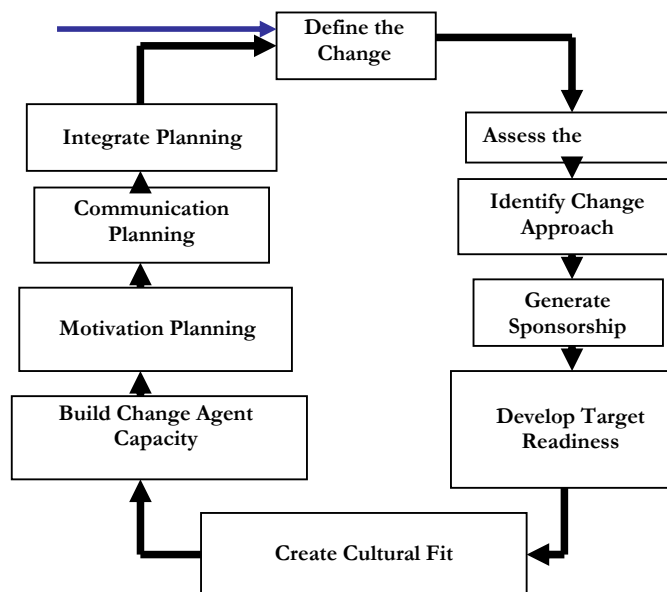 Define the
Change
Assess the
Identify Change
Approach
Generate
Sponsorship
Develop Target
Readiness
Create Cultural Fit
Build Change Agent
Capacity
Motivation Planning
Communication
Planning
Integrate Planning